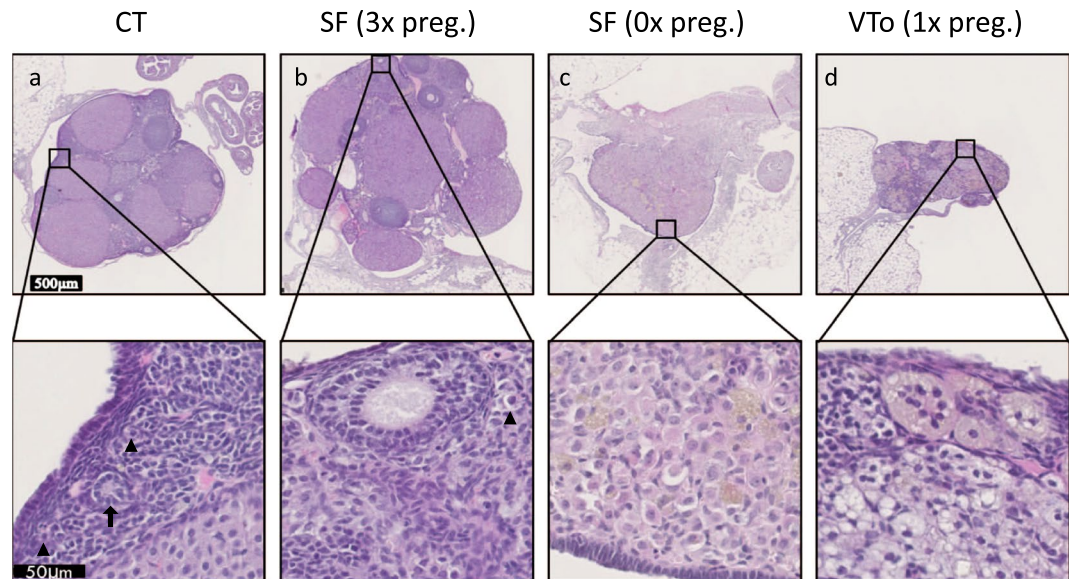 CT
SF (3x preg.)
SF (0x preg.)
VTo (1x preg.)
a
b
c
d
500µm
50µm